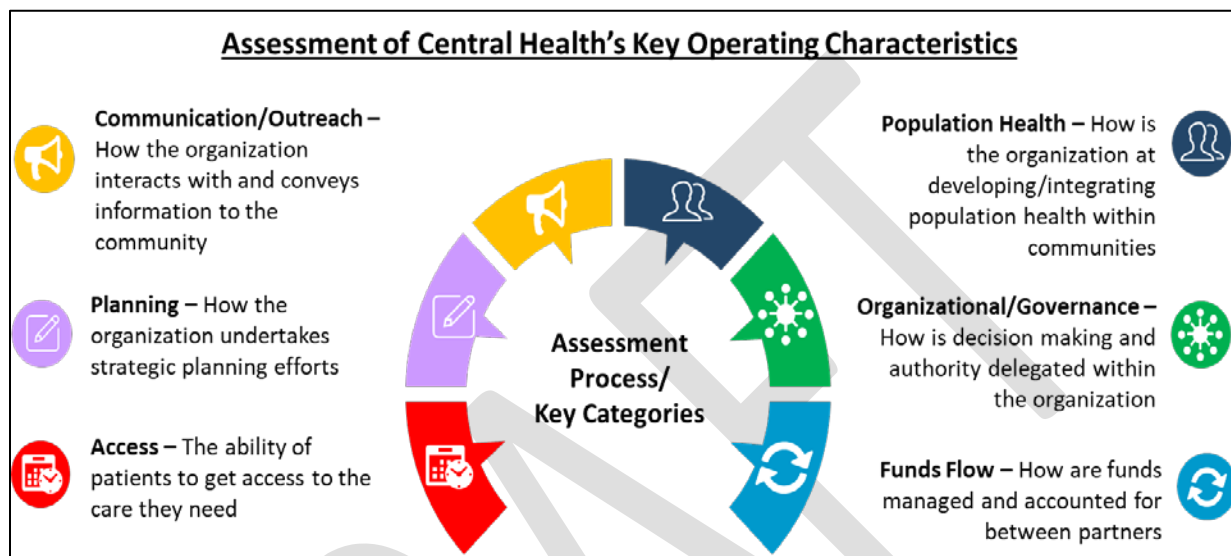 Assessment of Central Health's Key Operating Characteristics
Communication/Outreach –
How the organization
interacts with and conveys
information to the
community
Planning – How the
organization undertakes
strategic planning efforts
Access – The ability of
patients to get access to the
care they need
Assessment
Process/
Key Categories
Population Health – How is
the organization at
developing/integrating
population health within
communities
Organizational/Governance –
How is decision making and
authority delegated within
the organization
Funds Flow – How are funds
managed and accounted for
between partners